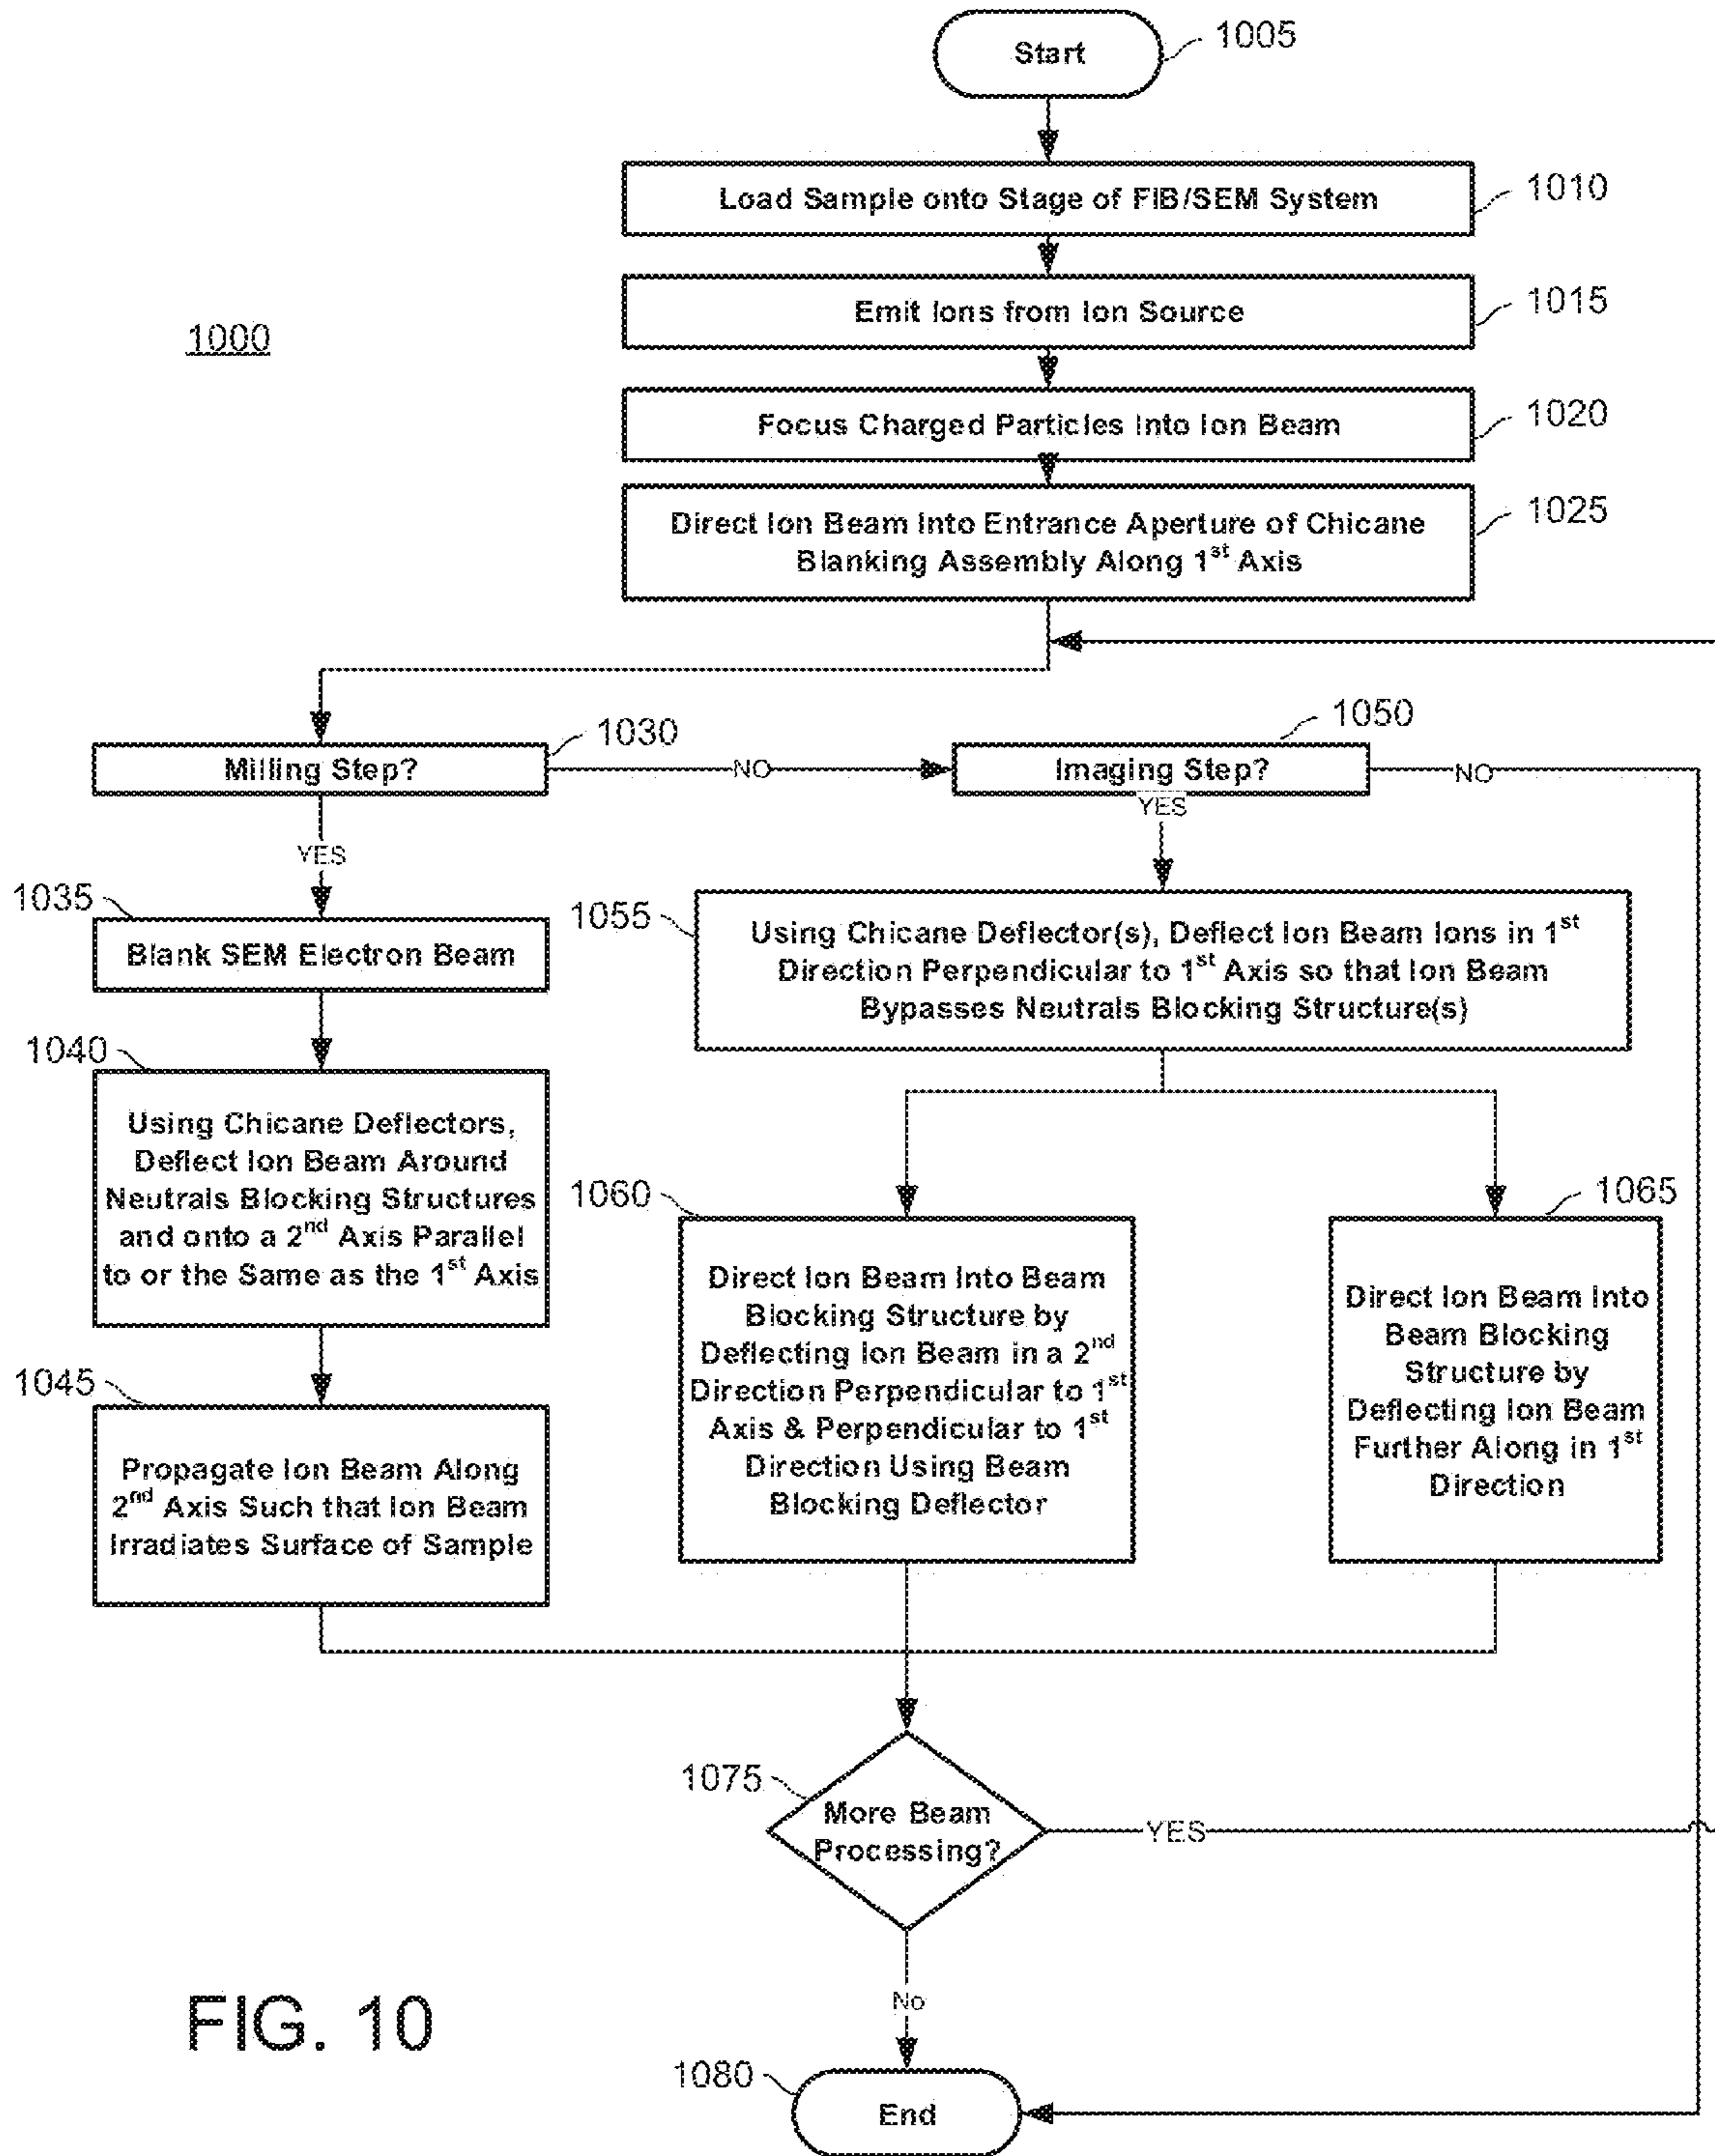 Start
1005
Load Sample onto Stage of FIB/SEM System
1010
Emit Ions from Ion Source
1015
1000
Focus Charged Particles Into Ion Beam
1020
Direct Ion Beam Into Entrance Aperture of Chicane
Blanking Assembly Along 1st Axis
1025
Milling Step?
1030
NO
Imaging Step?
1050
NO
YES
YES
1035
Blank SEM Electron Beam
1055
Using Chicane Deflector(s), Deflect Ion Beam Ions in 1st
Direction Perpendicular to 1st Axis so that Ion Beam
Bypasses Neutrals Blocking Structure(s)
1040
Using Chicane Deflectors,
Deflect Ion Beam Around
Neutrals Blocking Structures
and onto a 2nd Axis Parallel
to or the Same as the 1st Axis
1060
Direct Ion Beam Into Beam
Blocking Structure by
Deflecting Ion Beam in a 2nd
Direction Perpendicular to 1st
Axis & Perpendicular to 1st
Direction Using Beam
Blocking Deflector
1065
Direct Ion Beam Into
Beam Blocking
Structure by
Deflecting Ion Beam
Further Along in 1st
Direction
1045
Propagate Ion Beam Along
2nd Axis Such that Ion Beam
Irradiates Surface of Sample
1075
More Beam
Processing?
YES
No
FIG. 10
1080
End